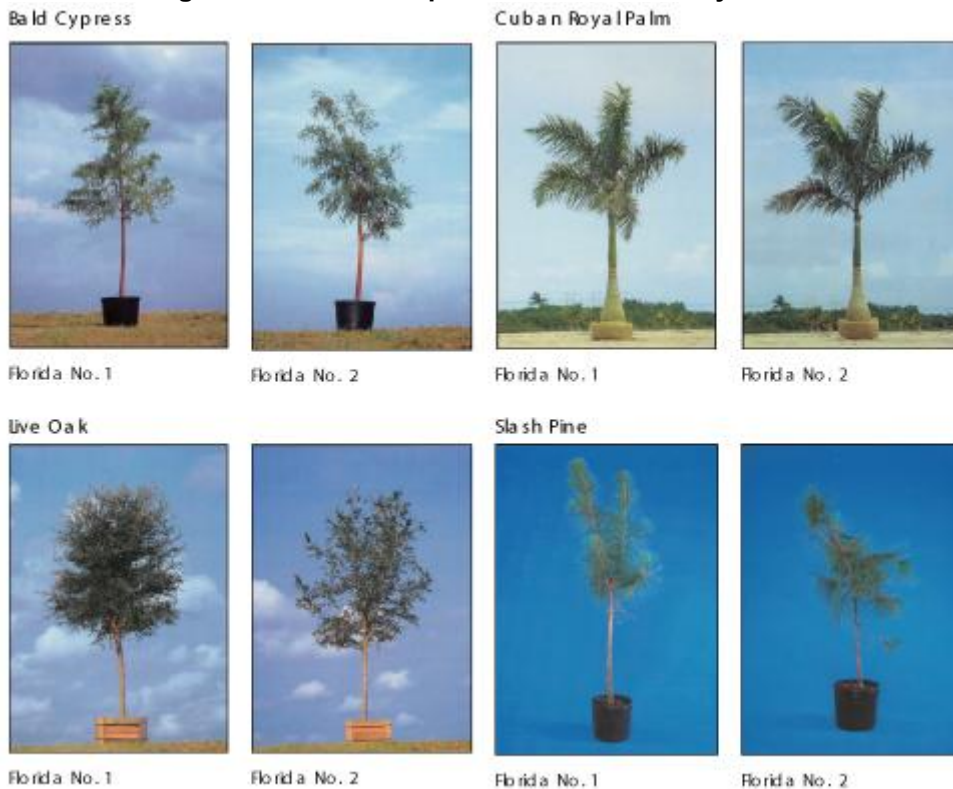 Bald Cypress
Cuban Royal Palm
Florida No. 1
Florida No. 2
Florida No. 1
Florida No. 2
Live Oak
Slash Pine
Florida No. 1
Florida No. 2
Florida No. 1
Florida No. 2